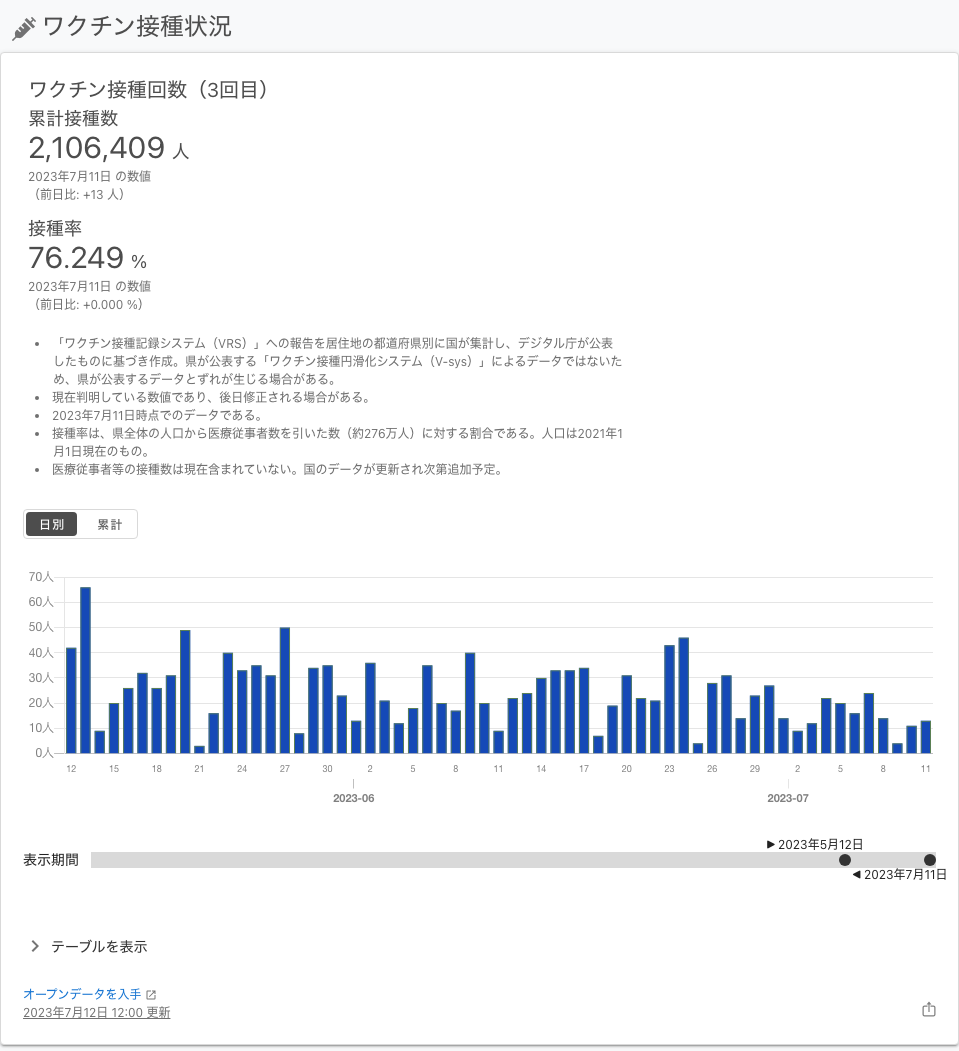 ワクチン接種状況
ワクチン接種回数（3回目）
累計接種数
2,106,409 人
2023年7月11日 の数値
（前日比: +13 人）
接種率
76.249 %
2023年7月11日 の数値
（前日比: +0.000 %）
• 「ワクチン接種記録システム（VRS）」への報告を居住地の都道府県別に国が集計し、デジタル庁が公表
したものに基づき作成。県が公表する「ワクチン接種円滑化システム（V-sys）」によるデータではないた
め、県が公表するデータとずれが生じる場合がある。
• 現在判明している数値であり、後日修正される場合がある。
• 2023年7月11日時点でのデータである。
• 接種率は、県全体の人口から医療従事者数を引いた数（約276万人）に対する割合である。人口は2021年1
月1日現在のもの。
• 医療従事者等の接種数は現在含まれていない。国のデータが更新され次第追加予定。
日別 累計
70人
60人
50人
40人
30人
20人
10人
0人
12 15 18 21 24 27 30 2 5 8 11 14 17 20 23 26 29 2 5 8 11
2023-06 2023-07
▶ 2023年5月12日
表示期間
◀ 2023年7月11日
テーブルを表示
オープンデータを入手
2023年7月12日 12:00 更新